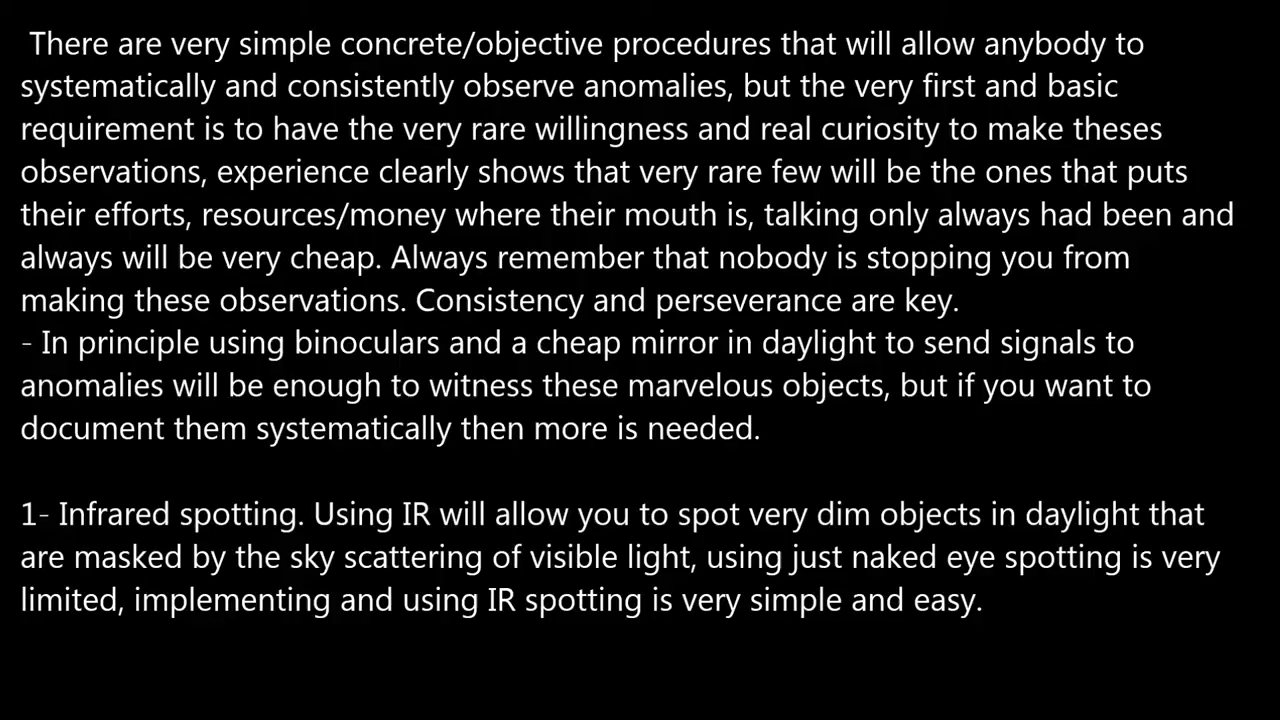 There are very simple concrete/objective procedures that will allow anybody to
systematically and consistently observe anomalies, but the very first and basic
requirement is to have the very rare willingness and real curiosity to make theses
observations, experience clearly shows that very rare few will be the ones that puts
their efforts, resources/money where their mouth is, talking only always had been and
always will be very cheap. Always remember that nobody is stopping you from
making these observations. Consistency and perseverance are key.
- In principle using binoculars and a cheap mirror in daylight to send signals to
anomalies will be enough to witness these marvelous objects, but if you want to
document them systematically then more is needed.
1- Infrared spotting. Using IR will allow you to spot very dim objects in daylight that
are masked by the sky scattering of visible light, using just naked eye spotting is very
limited, implementing and using IR spotting is very simple and easy.